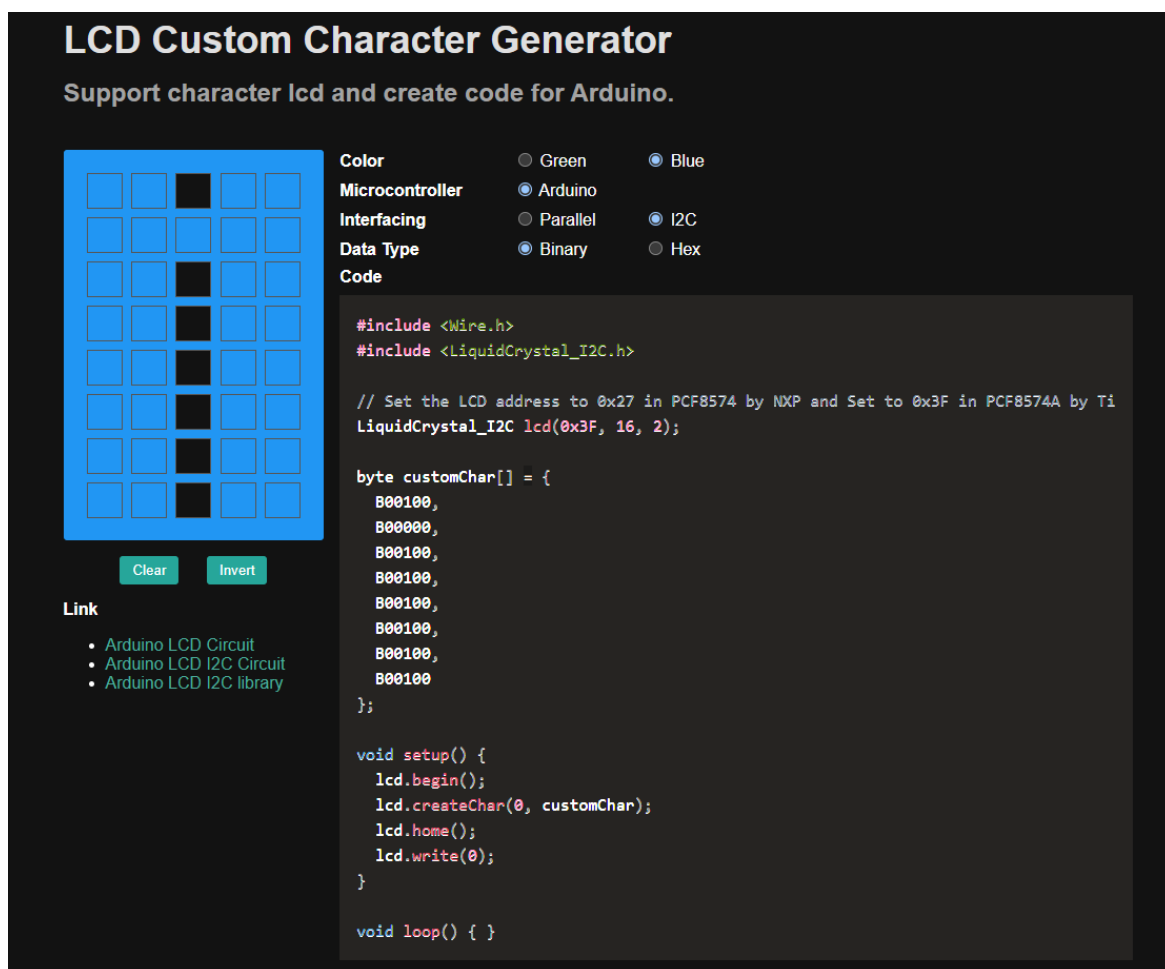 LCD Custom Character Generator
Support character lcd and create code for Arduino.
Color Green Blue
Microcontroller Arduino
Interfacing Parallel I2C
Data Type Binary Hex
Code
#include <Wire.h>
#include <LiquidCrystal_I2C.h>
// Set the LCD address to 0x27 in PCF8574 by NXP and Set to 0x3F in PCF8574A by Ti
LiquidCrystal_I2C lcd(0x3F, 16, 2);
byte customChar[] = {
B00100,
B00000,
B00100,
B00100,
B00100,
B00100,
B00100,
B00100
};
void setup() {
lcd.begin();
lcd.createChar(0, customChar);
lcd.home();
lcd.write(0);
}
void loop() { }
Clear Invert
Link
Arduino LCD Circuit
Arduino LCD I2C Circuit
Arduino LCD I2C library